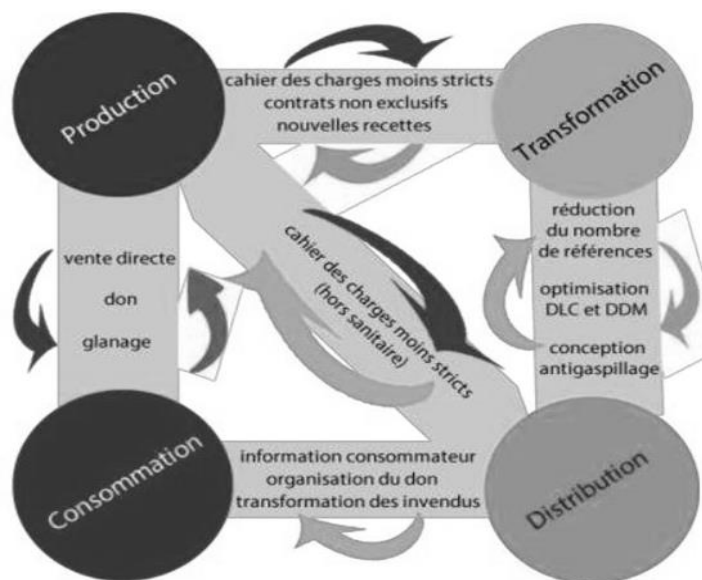 Production
cahier des charges moins stricts
contrats non exclusifs
nouvelles recettes
Transformation
vente directe
don
glanage
cahier des charges moins stricts
(hors sanitaire)
réduction
du nombre
de références
optimisation
DLC et DDM
conception
antigaspillage
Consommation
information consommateur
organisation du don
transformation des invendus
Distribution